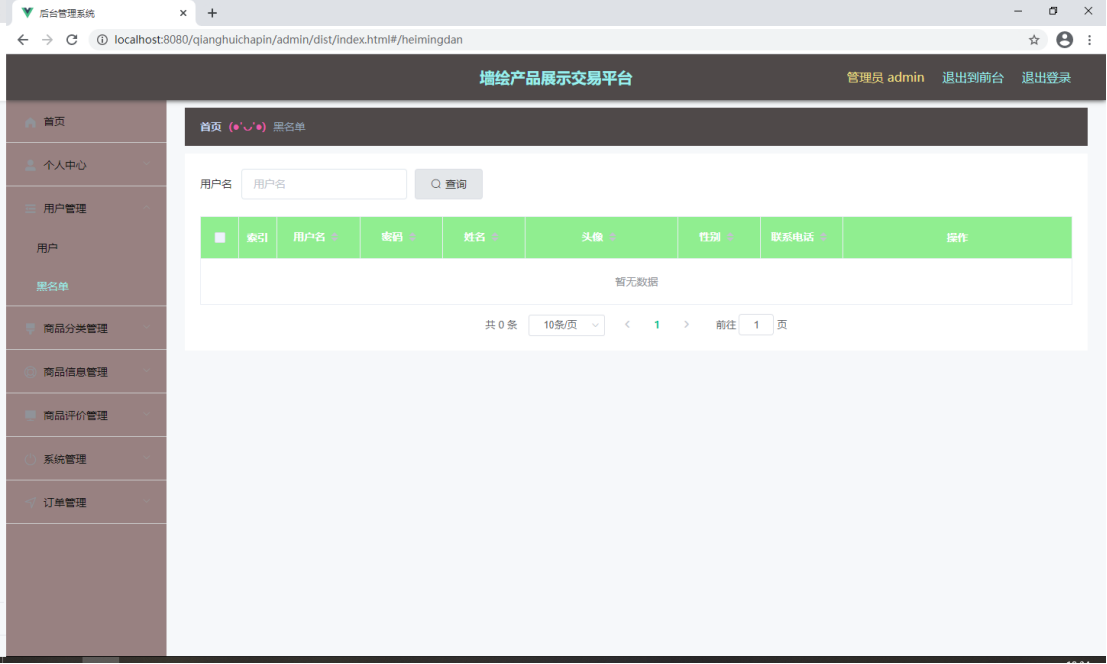 后台管理系统
localhost:8080/qianghuichapin/admin/dist/index.html#/heimingdan
墙绘产品展示交易平台
管理员 admin 退出到前台 退出登录
首页
个人中心
用户管理
用户
黑名单
商品分类管理
商品信息管理
商品评价管理
系统管理
订单管理
首页 (●'◡'●) 黑名单
用户名 用户名 查询
索引 用户名 密码 姓名 头像 性别 联系电话 操作
暂无数据
共 0 条 10条/页 1 前往 1 页